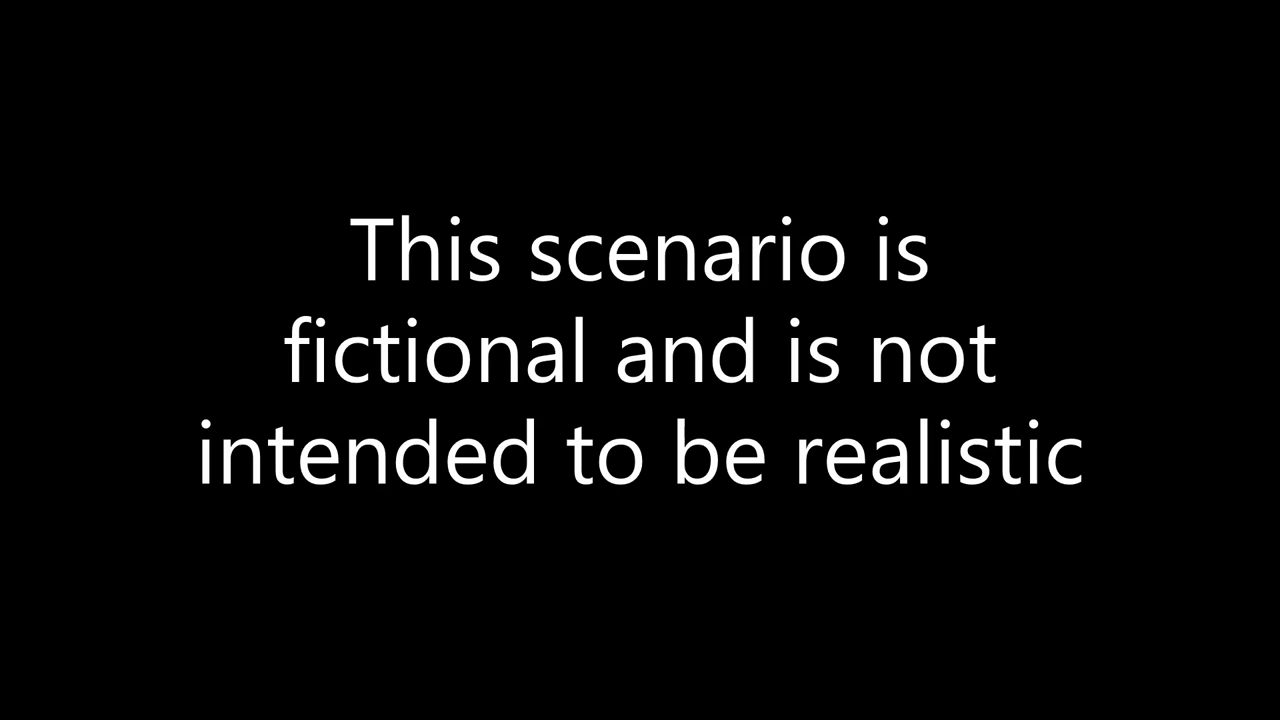 This scenario is
fictional and is not
intended to be realistic